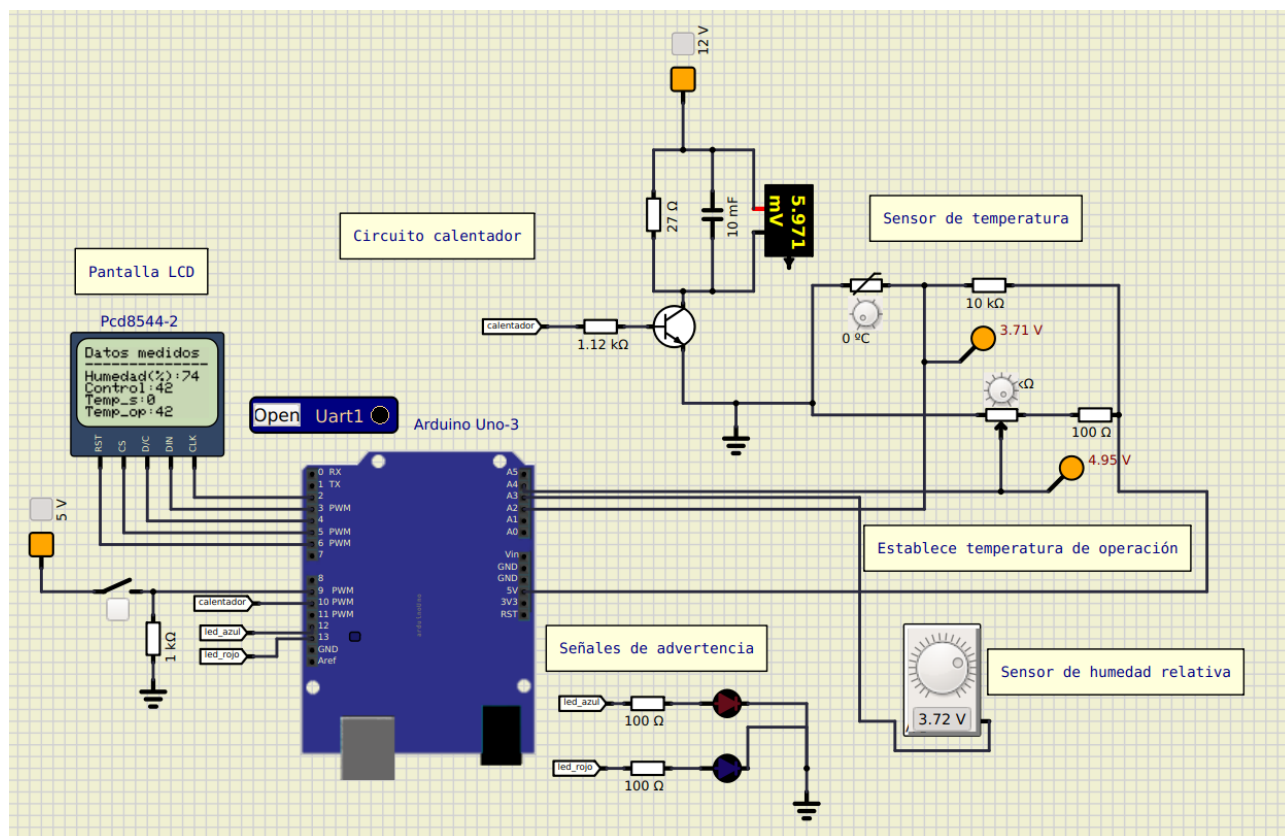 12 V
27 Ω
10 mF
5.971
mV
Circuito calentador
Sensor de temperatura
Pantalla LCD
Pcd8544-2
Datos medidos
--------------
Humedad(%):74
Control:42
Temp_s:0
Temp_op:42
RST CS D/C DIN CLK
calentador
1.12 kΩ
0 ºC
10 kΩ
3.71 V
kΩ
100 Ω
4.95 V
Open Uart1
Arduino Uno-3
0 RX
1 TX
2
3 PWM
4
5 PWM
6 PWM
7
8
9 PWM
10 PWM
11 PWM
12
13
GND
Aref
A5
A4
A3
A2
A1
A0
Vin
GND
GND
5V
3V3
RST
arduinoUno
5 V
1 kΩ
calentador
led_azul
led_rojo
Establece temperatura de operación
Señales de advertencia
led_azul
100 Ω
led_rojo
100 Ω
3.72 V
Sensor de humedad relativa